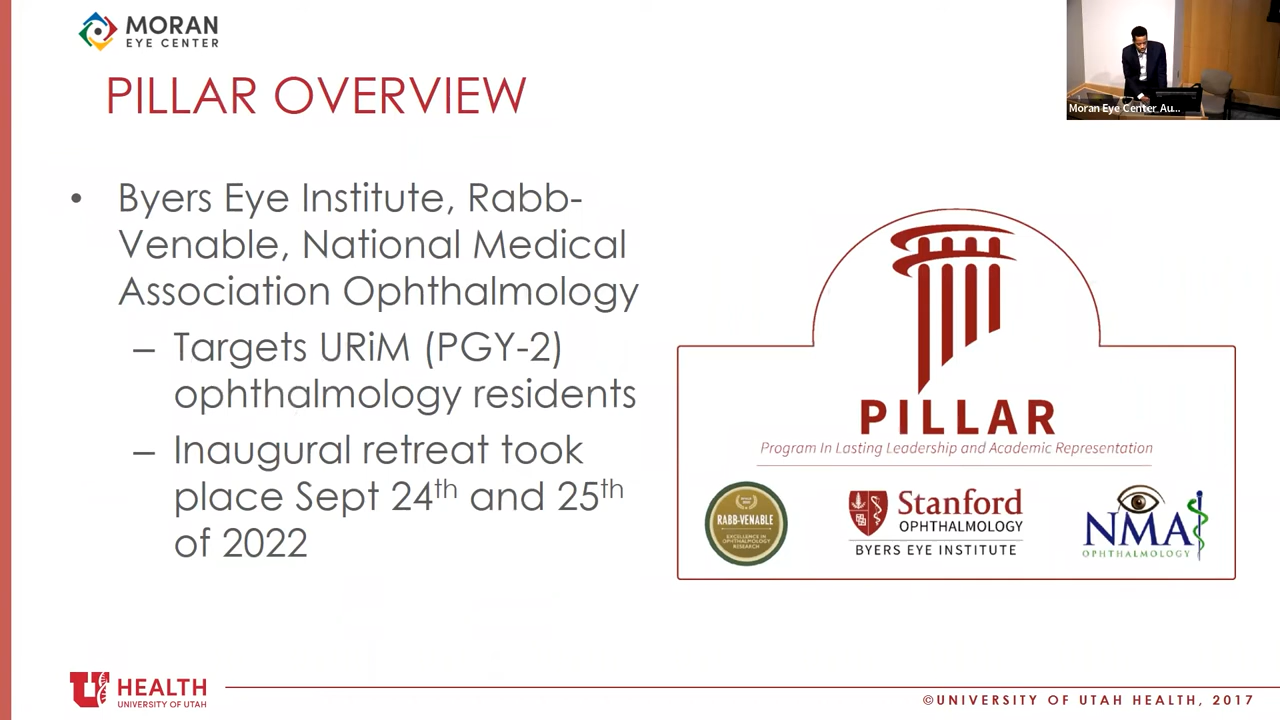 MORAN
EYE CENTER
Moran Eye Center Au...
PILLAR OVERVIEW
• Byers Eye Institute, Rabb-
Venable, National Medical
Association Ophthalmology
– Targets URiM (PGY-2)
ophthalmology residents
– Inaugural retreat took
place Sept 24th and 25th
of 2022
PILLAR
Program In Lasting Leadership and Academic Representation
RABB-VENABLE
EXCELLENCE IN
OPHTHALMOLOGY
RESEARCH
Stanford
OPHTHALMOLOGY
BYERS EYE INSTITUTE
NMA
OPHTHALMOLOGY
U HEALTH
UNIVERSITY OF UTAH
©UNIVERSITY OF UTAH HEALTH, 2017